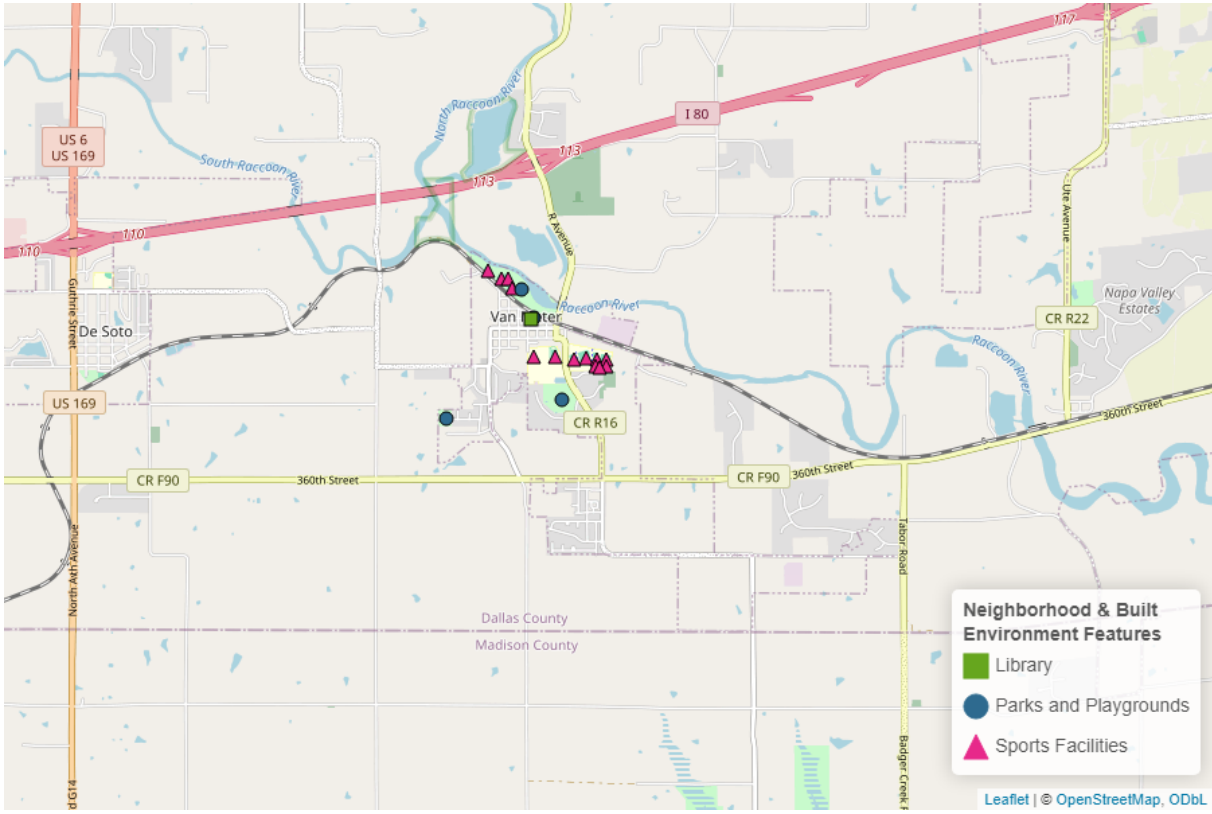 117
I 80
North Raccoon River
US 6
US 169
113
South Raccoon River
113
Ute Avenue
R Avenue
110
110
Guthrie Street
Napa Valley
Estates
Raccoon River
Van Meter
CR R22
De Soto
Raccoon River
US 169
360th Street
CR R16
360th Street
CR F90
360th Street
CR F90
North Ath Avenue
Tabor Road
Dallas County
Madison County
Neighborhood & Built
Environment Features
Library
Parks and Playgrounds
Sports Facilities
Badger Creek R
d G14
Leaflet | © OpenStreetMap, ODbL